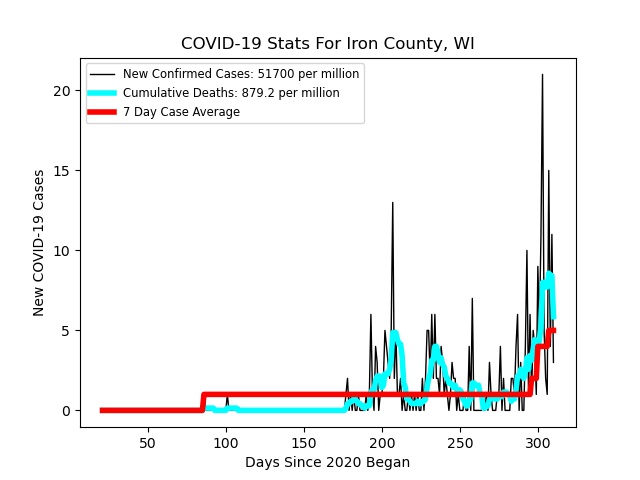 COVID-19 Stats For Iron County, WI
New Confirmed Cases: 51700 per million
Cumulative Deaths: 879.2 per million
7 Day Case Average
New COVID-19 Cases
20
15
10
5
0
50 100 150 200 250 300
Days Since 2020 Began